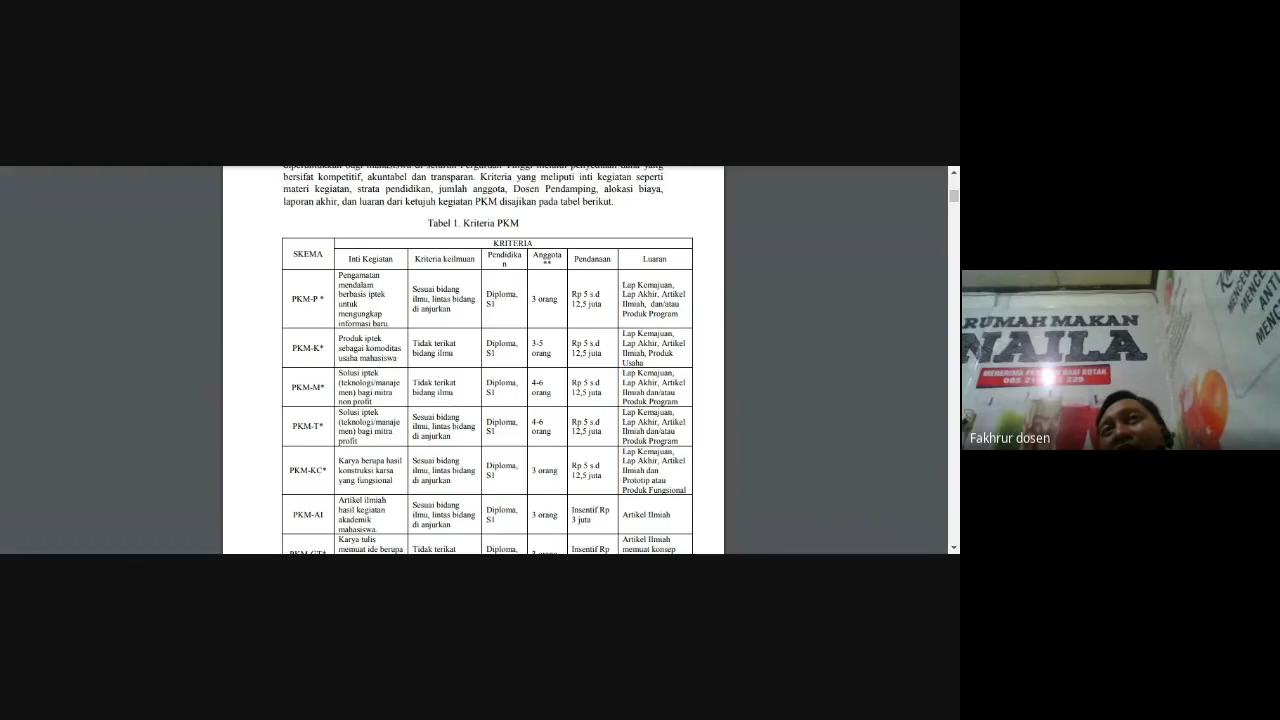 bersifat kompetitif, akuntabel dan transparan. Kriteria yang meliputi inti kegiatan seperti
materi kegiatan, strata pendidikan, jumlah anggota, Dosen Pendamping, alokasi biaya,
laporan akhir, dan luaran dari ketujuh kegiatan PKM disajikan pada tabel berikut.
Tabel 1. Kriteria PKM
SKEMA
KRITERIA
Inti Kegiatan
Kriteria keilmuan
Pendidika
n
Anggota
**
Pendanaan
Luaran
PKM-P *
Pengamatan
mendalam
berbasis iptek
untuk
mengungkap
informasi baru.
Sesuai bidang
ilmu, lintas bidang
di anjurkan
Diploma,
S1
3 orang
Rp 5 s.d
12,5 juta
Lap Kemajuan,
Lap Akhir, Artikel
Ilmiah, dan/atau
Produk Program
PKM-K*
Produk iptek
sebagai komoditas
usaha mahasiswa
Tidak terikat
bidang ilmu
Diploma,
S1
3-5
orang
Rp 5 s.d
12,5 juta
Lap Kemajuan,
Lap Akhir, Artikel
Ilmiah, Produk
Usaha
PKM-M*
Solusi iptek
(teknologi/manaje
men) bagi mitra
non profit
Tidak terikat
bidang ilmu
Diploma,
S1
4-6
orang
Rp 5 s.d
12,5 juta
Lap Kemajuan,
Lap Akhir, Artikel
Ilmiah dan/atau
Produk Program
PKM-T*
Solusi iptek
(teknologi/manaje
men) bagi mitra
profit
Sesuai bidang
ilmu, lintas bidang
di anjurkan
Diploma,
S1
4-6
orang
Rp 5 s.d
12,5 juta
Lap Kemajuan,
Lap Akhir, Artikel
Ilmiah dan/atau
Produk Program
PKM-KC*
Karya berupa hasil
konstruksi karsa
yang fungsional
Sesuai bidang
ilmu, lintas bidang
di anjurkan
Diploma,
S1
3 orang
Rp 5 s.d
12,5 juta
Lap Kemajuan,
Lap Akhir, Artikel
Ilmiah dan
Prototip atau
Produk Fungsional
PKM-AI
Artikel ilmiah
hasil kegiatan
akademik
mahasiswa.
Sesuai bidang
ilmu, lintas bidang
di anjurkan
Diploma,
S1
3 orang
Insentif Rp
3 juta
Artikel Ilmiah
Karya tulis
memuat ide berupa
Tidak terikat
Diploma,
Insentif Rp
Artikel Ilmiah
memuat konsep
RUMAH MAKAN
NAILA
MENERIMA NASI KOTAK
Fakhrur dosen